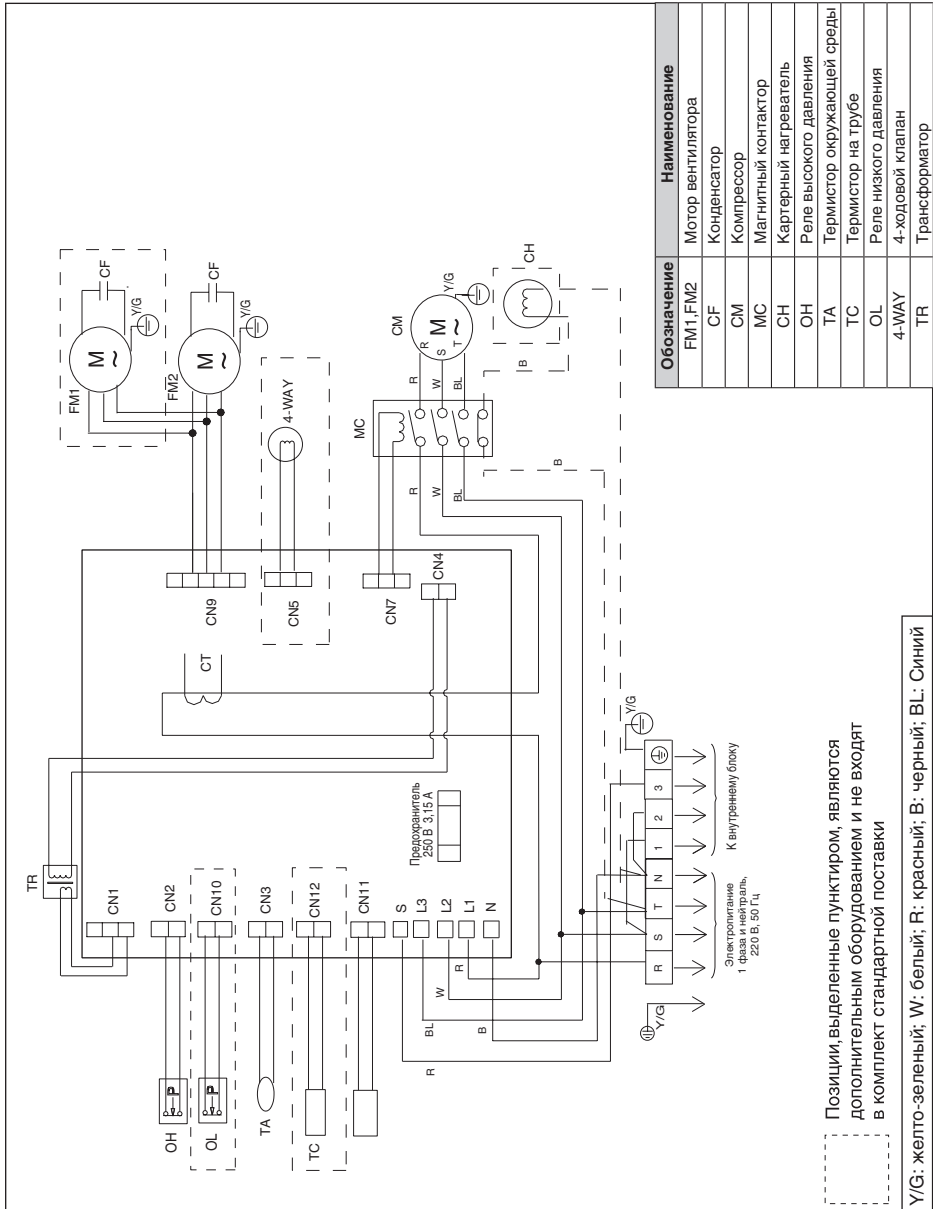 FM1
M
~
CF
Y/G
FM2
M
~
CF
Y/G
4-WAY
CM
R
S
T
M
~
Y/G
CH
MC
R
W
BL
B
R
W
BL
B
TR
CN9
CT
CN5
CN7
CN4
Предохранитель
250 В 3,15 А
CN1
CN2
CN10
CN3
CN12
CN11
S
L3
L2
L1
N
OH
P
OL
P
TA
TC
R
BL
W
R
B
Y/G
R
S
T
N
1
2
3
Y/G
Электропитание
1 фаза и нейтраль,
220 В, 50 Гц
К внутреннему блоку
Обозначение Наименование
FM1,FM2 Мотор вентилятора
CF Конденсатор
CM Компрессор
MC Магнитный контактор
CH Картерный нагреватель
OH Реле высокого давления
TA Термистор окружающей среды
TC Термистор на трубе
OL Реле низкого давления
4-WAY 4-ходовой клапан
TR Трансформатор
Позиции,выделенные пунктиром, являются
дополнительным оборудованием и не входят
в комплект стандартной поставки
Y/G: желто-зеленый; W: белый; R: красный; B: черный; BL: Синий